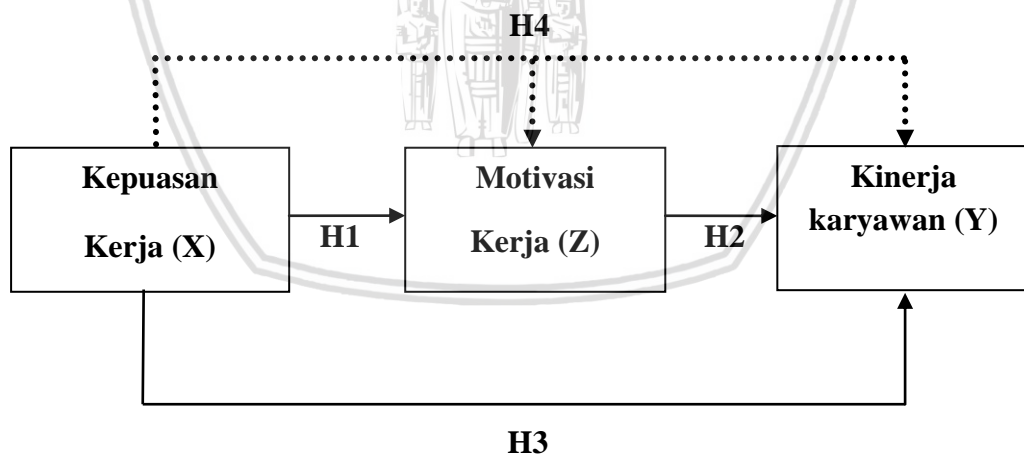 H4
Kepuasan
Kerja (X)
H1
Motivasi
Kerja (Z)
H2
Kinerja
karyawan (Y)
H3